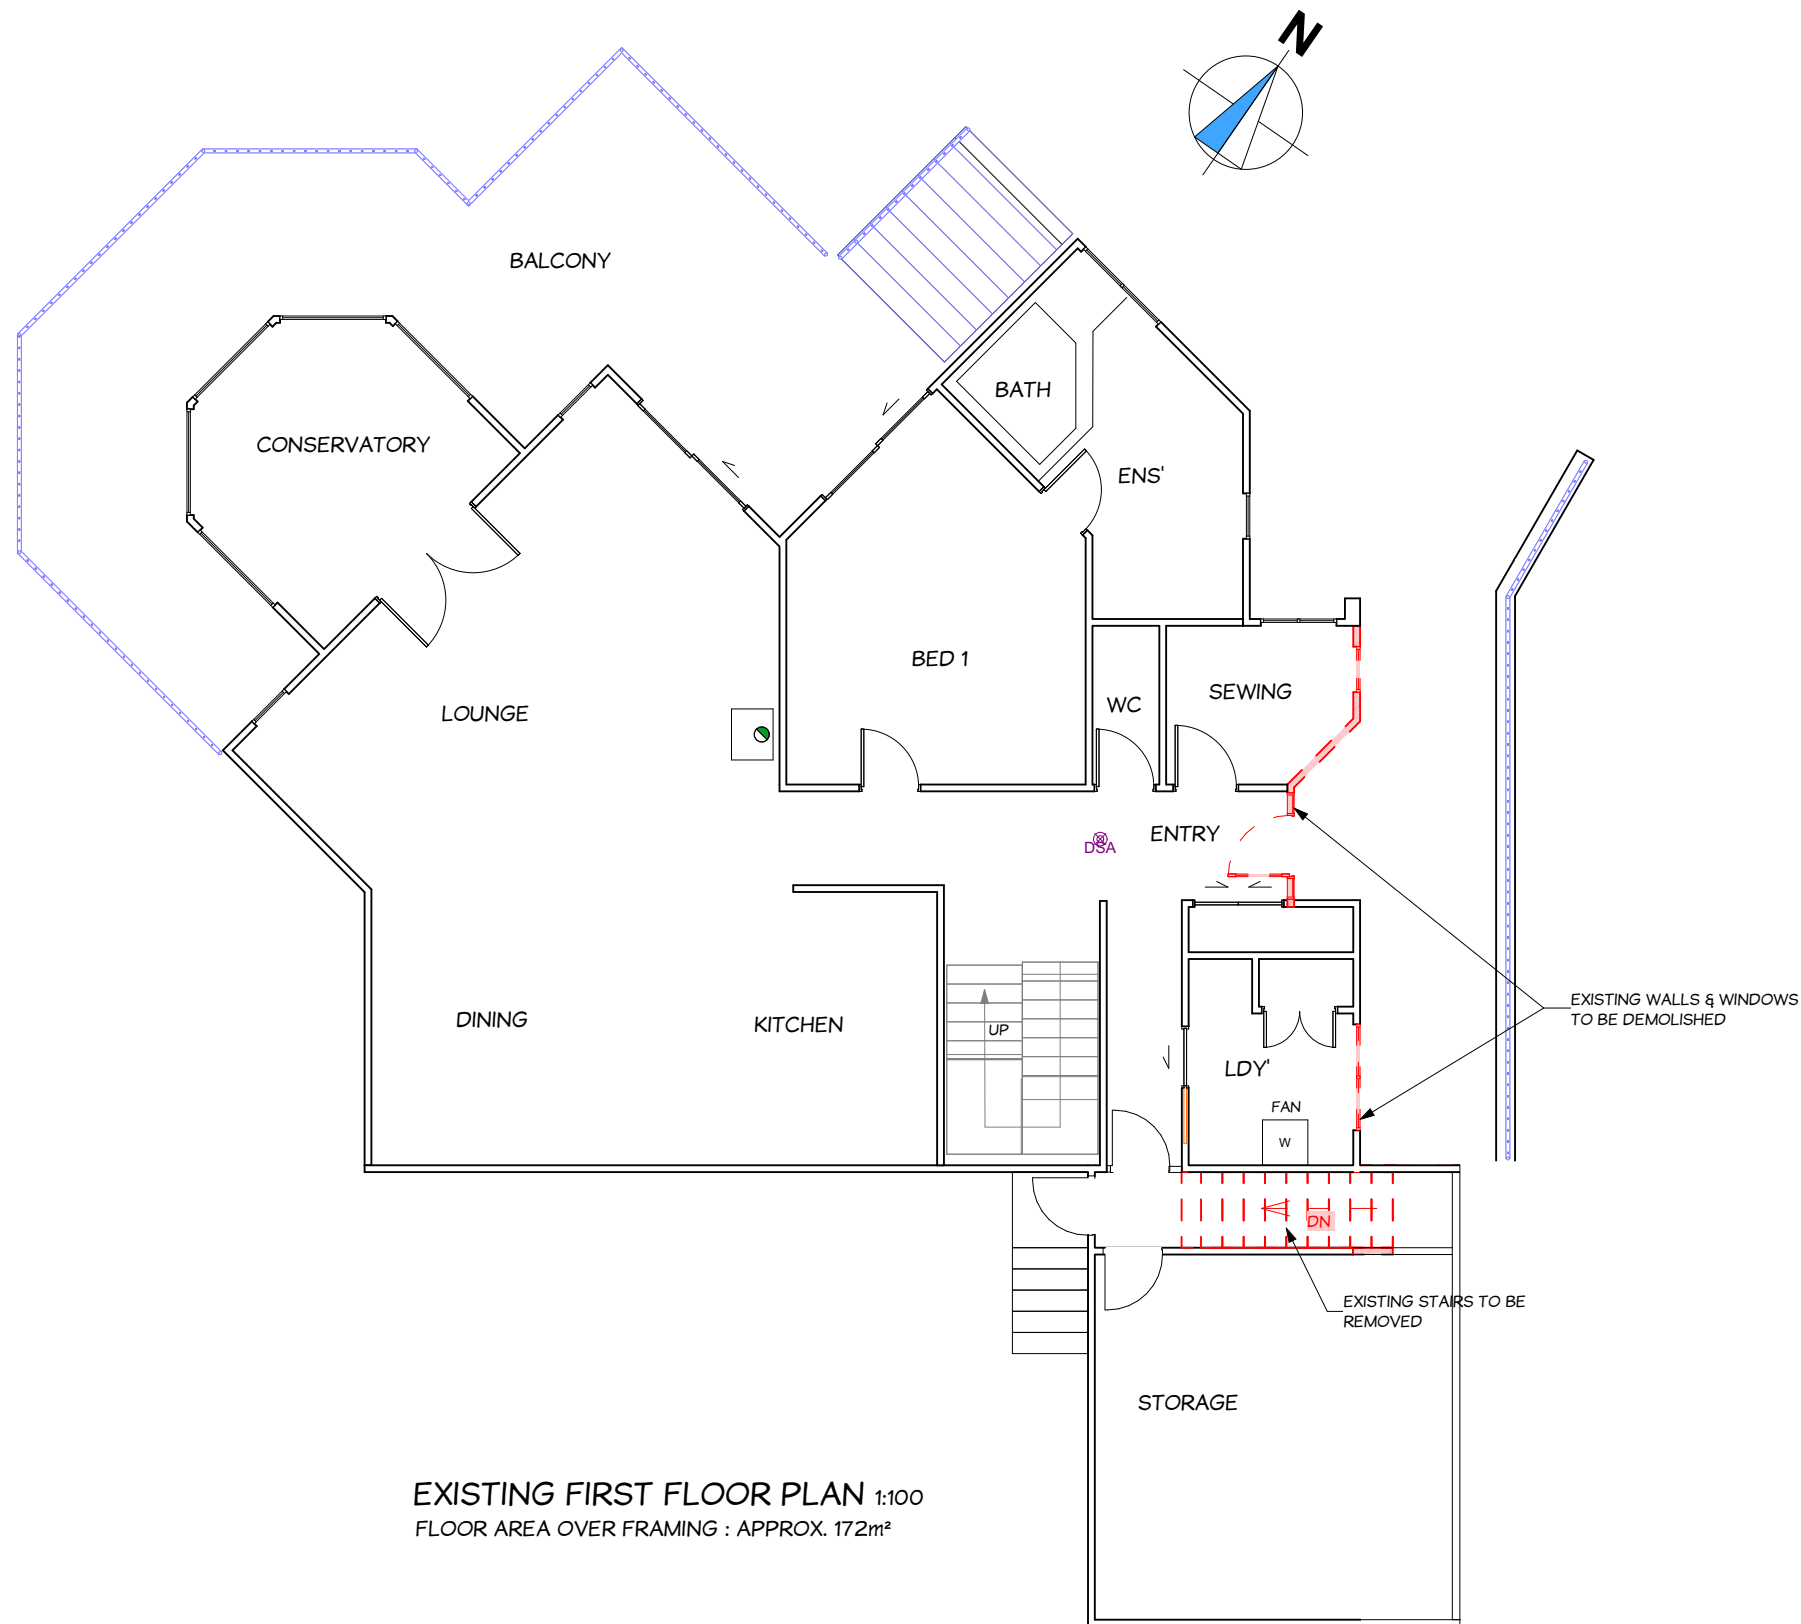 N
BALCONY
BATH
CONSERVATORY
ENS'
BED 1
SEWING
WC
LOUNGE
ENTRY
DSA
EXISTING WALLS & WINDOWS
TO BE DEMOLISHED
DINING
KITCHEN
UP
LDY'
FAN
W
DN
EXISTING STAIRS TO BE
REMOVED
STORAGE
EXISTING FIRST FLOOR PLAN 1:100
FLOOR AREA OVER FRAMING : APPROX. 172m²